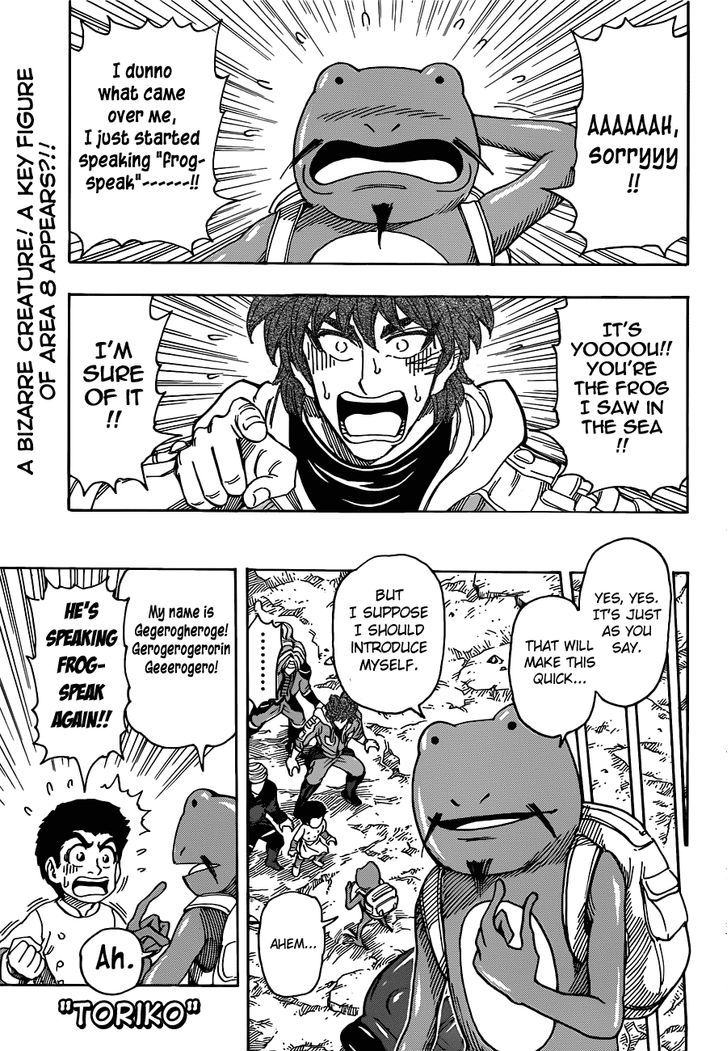 A BIZARRE CREATURE! A KEY FIGURE
OF AREA 8 APPEARS?!!
AAAAAAH,
sorryyy
!!
I dunno
what came
over me,
I just started
speaking "frog-
speak"------!!
IT'S
YOOOOU!!
YOU'RE
THE FROG
I SAW IN
THE SEA
!!
I'M
SURE
OF IT
!!
YES, YES.
IT'S JUST
AS YOU
SAY.
THAT WILL
MAKE THIS
QUICK...
BUT
I SUPPOSE
I SHOULD
INTRODUCE
MYSELF.
......
AHEM...
My name is
Gegerogheroge!
Gerogerogerorin
Geeerogero!
HE'S
SPEAKING
FROG-
SPEAK
AGAIN!!
Ah.
"TORIKO"